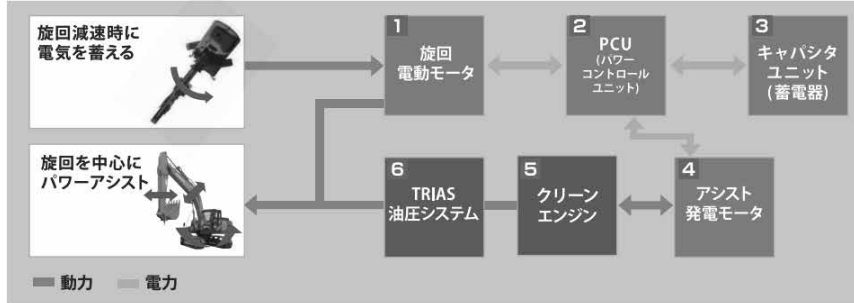 旋回減速時に
電気を蓄える
1
旋回
電動モータ
2
PCU
(パワー
コントロール
ユニット)
3
キャパシタ
ユニット
(蓄電器)
旋回を中心に
パワーアシスト
6
TRIAS
油圧システム
5
クリーン
エンジン
4
アシスト
発電モータ
動力
電力